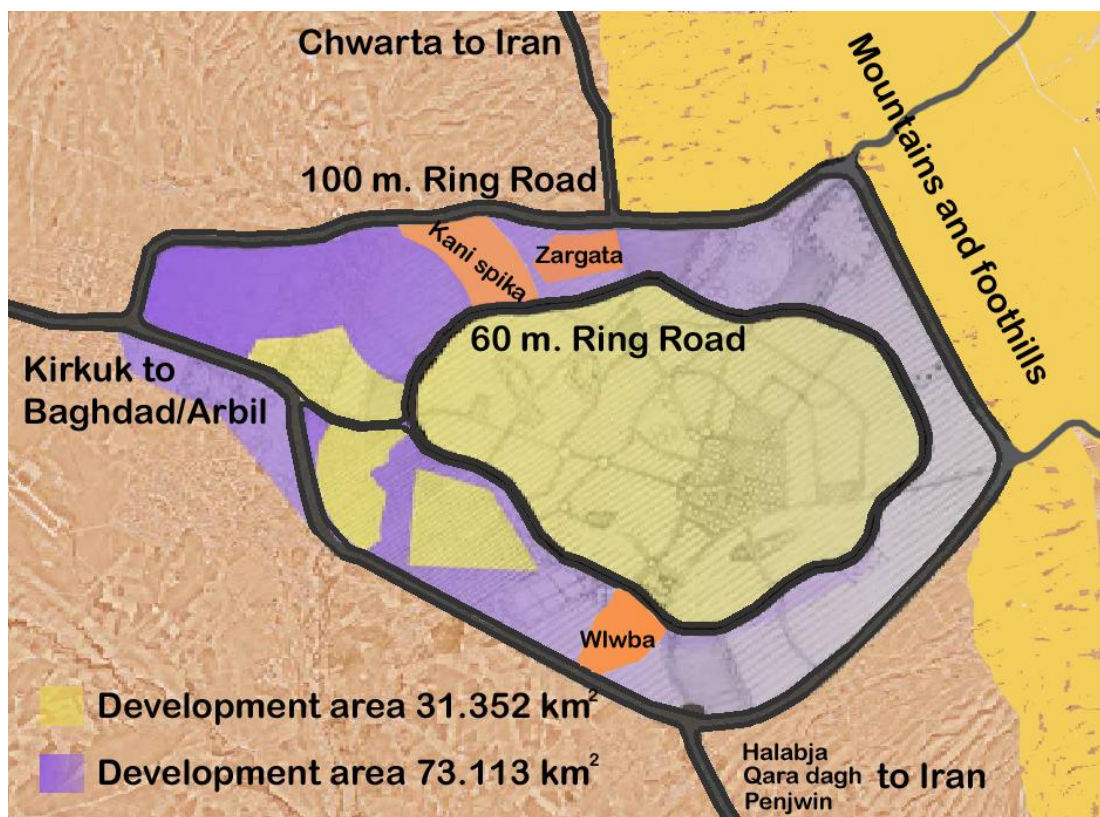 Chwarta to Iran
Mountains and foothills
100 m. Ring Road
Kani spika
Zargata
60 m. Ring Road
Kirkuk to
Baghdad/Arbil
Wlwba
Development area 31.352 km²
Development area 73.113 km²
Halabja
Qara dagh
Penjwin
to Iran